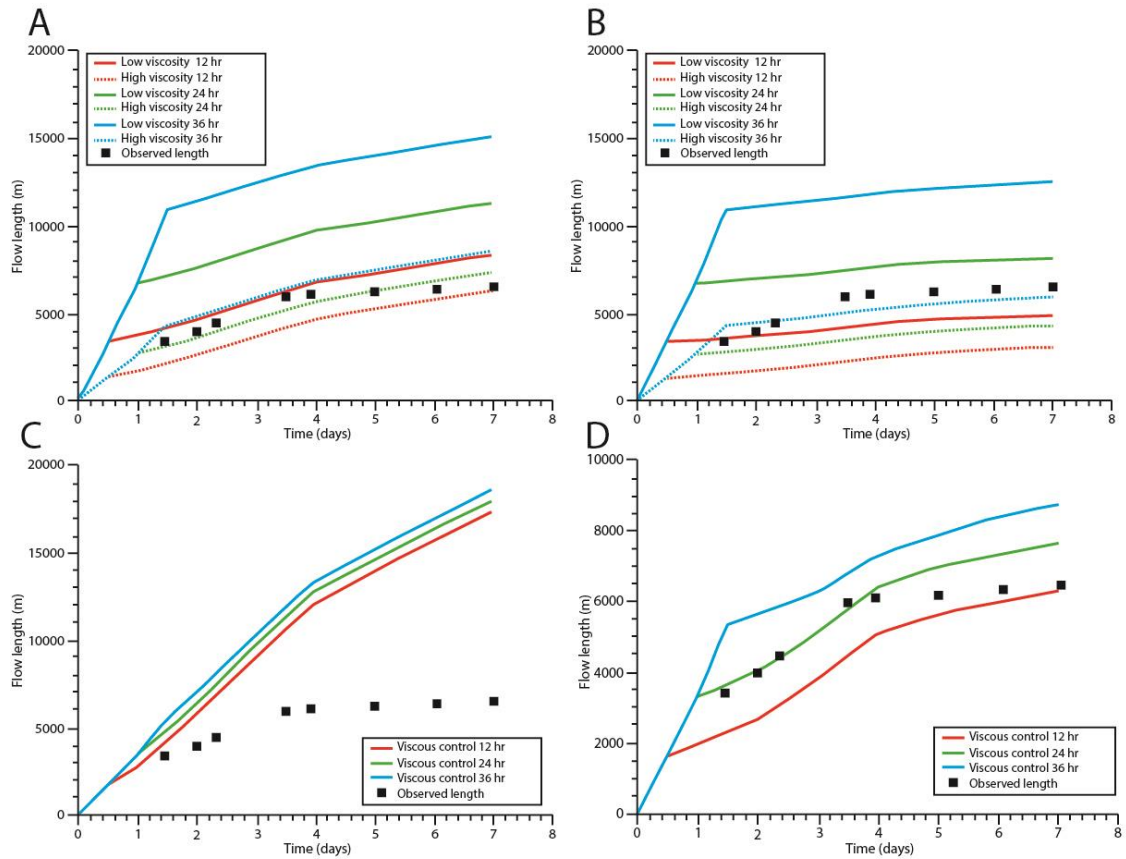 A
20000
15000
10000
5000
0
Flow length (m)
Low viscosity 12 hr
High viscosity 12 hr
Low viscosity 24 hr
High viscosity 24 hr
Low viscosity 36 hr
High viscosity 36 hr
Observed length
0 1 2 3 4 5 6 7 8
Time (days)
B
20000
15000
10000
5000
0
Flow length (m)
Low viscosity 12 hr
High viscosity 12 hr
Low viscosity 24 hr
High viscosity 24 hr
Low viscosity 36 hr
High viscosity 36 hr
Observed length
0 1 2 3 4 5 6 7 8
Time (days)
C
20000
15000
10000
5000
0
Flow length (m)
Viscous control 12 hr
Viscous control 24 hr
Viscous control 36 hr
Observed length
0 1 2 3 4 5 6 7 8
Time (days)
D
10000
8000
6000
4000
2000
0
Flow length (m)
Viscous control 12 hr
Viscous control 24 hr
Viscous control 36 hr
Observed length
0 1 2 3 4 5 6 7 8
Time (days)